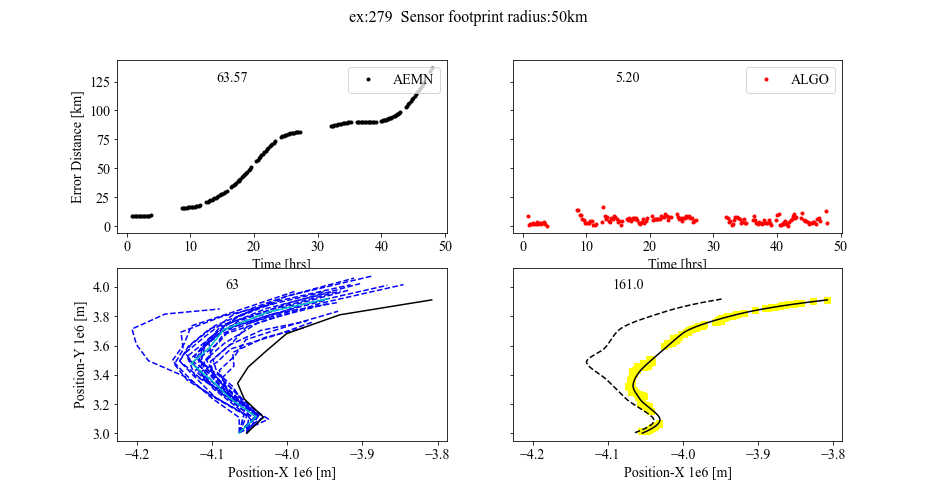 ex:279  Sensor footprint radius:50km
63.57
AEMN
5.20
ALGO
Error Distance [km]
125
100
75
50
25
0
0 10 20 30 40 50
0 10 20 30 40 50
Time [hrs]
Time [hrs]
63
161.0
Position-Y 1e6 [m]
4.0
3.8
3.6
3.4
3.2
3.0
−4.2 −4.1 −4.0 −3.9 −3.8
−4.2 −4.1 −4.0 −3.9 −3.8
Position-X 1e6 [m]
Position-X 1e6 [m]